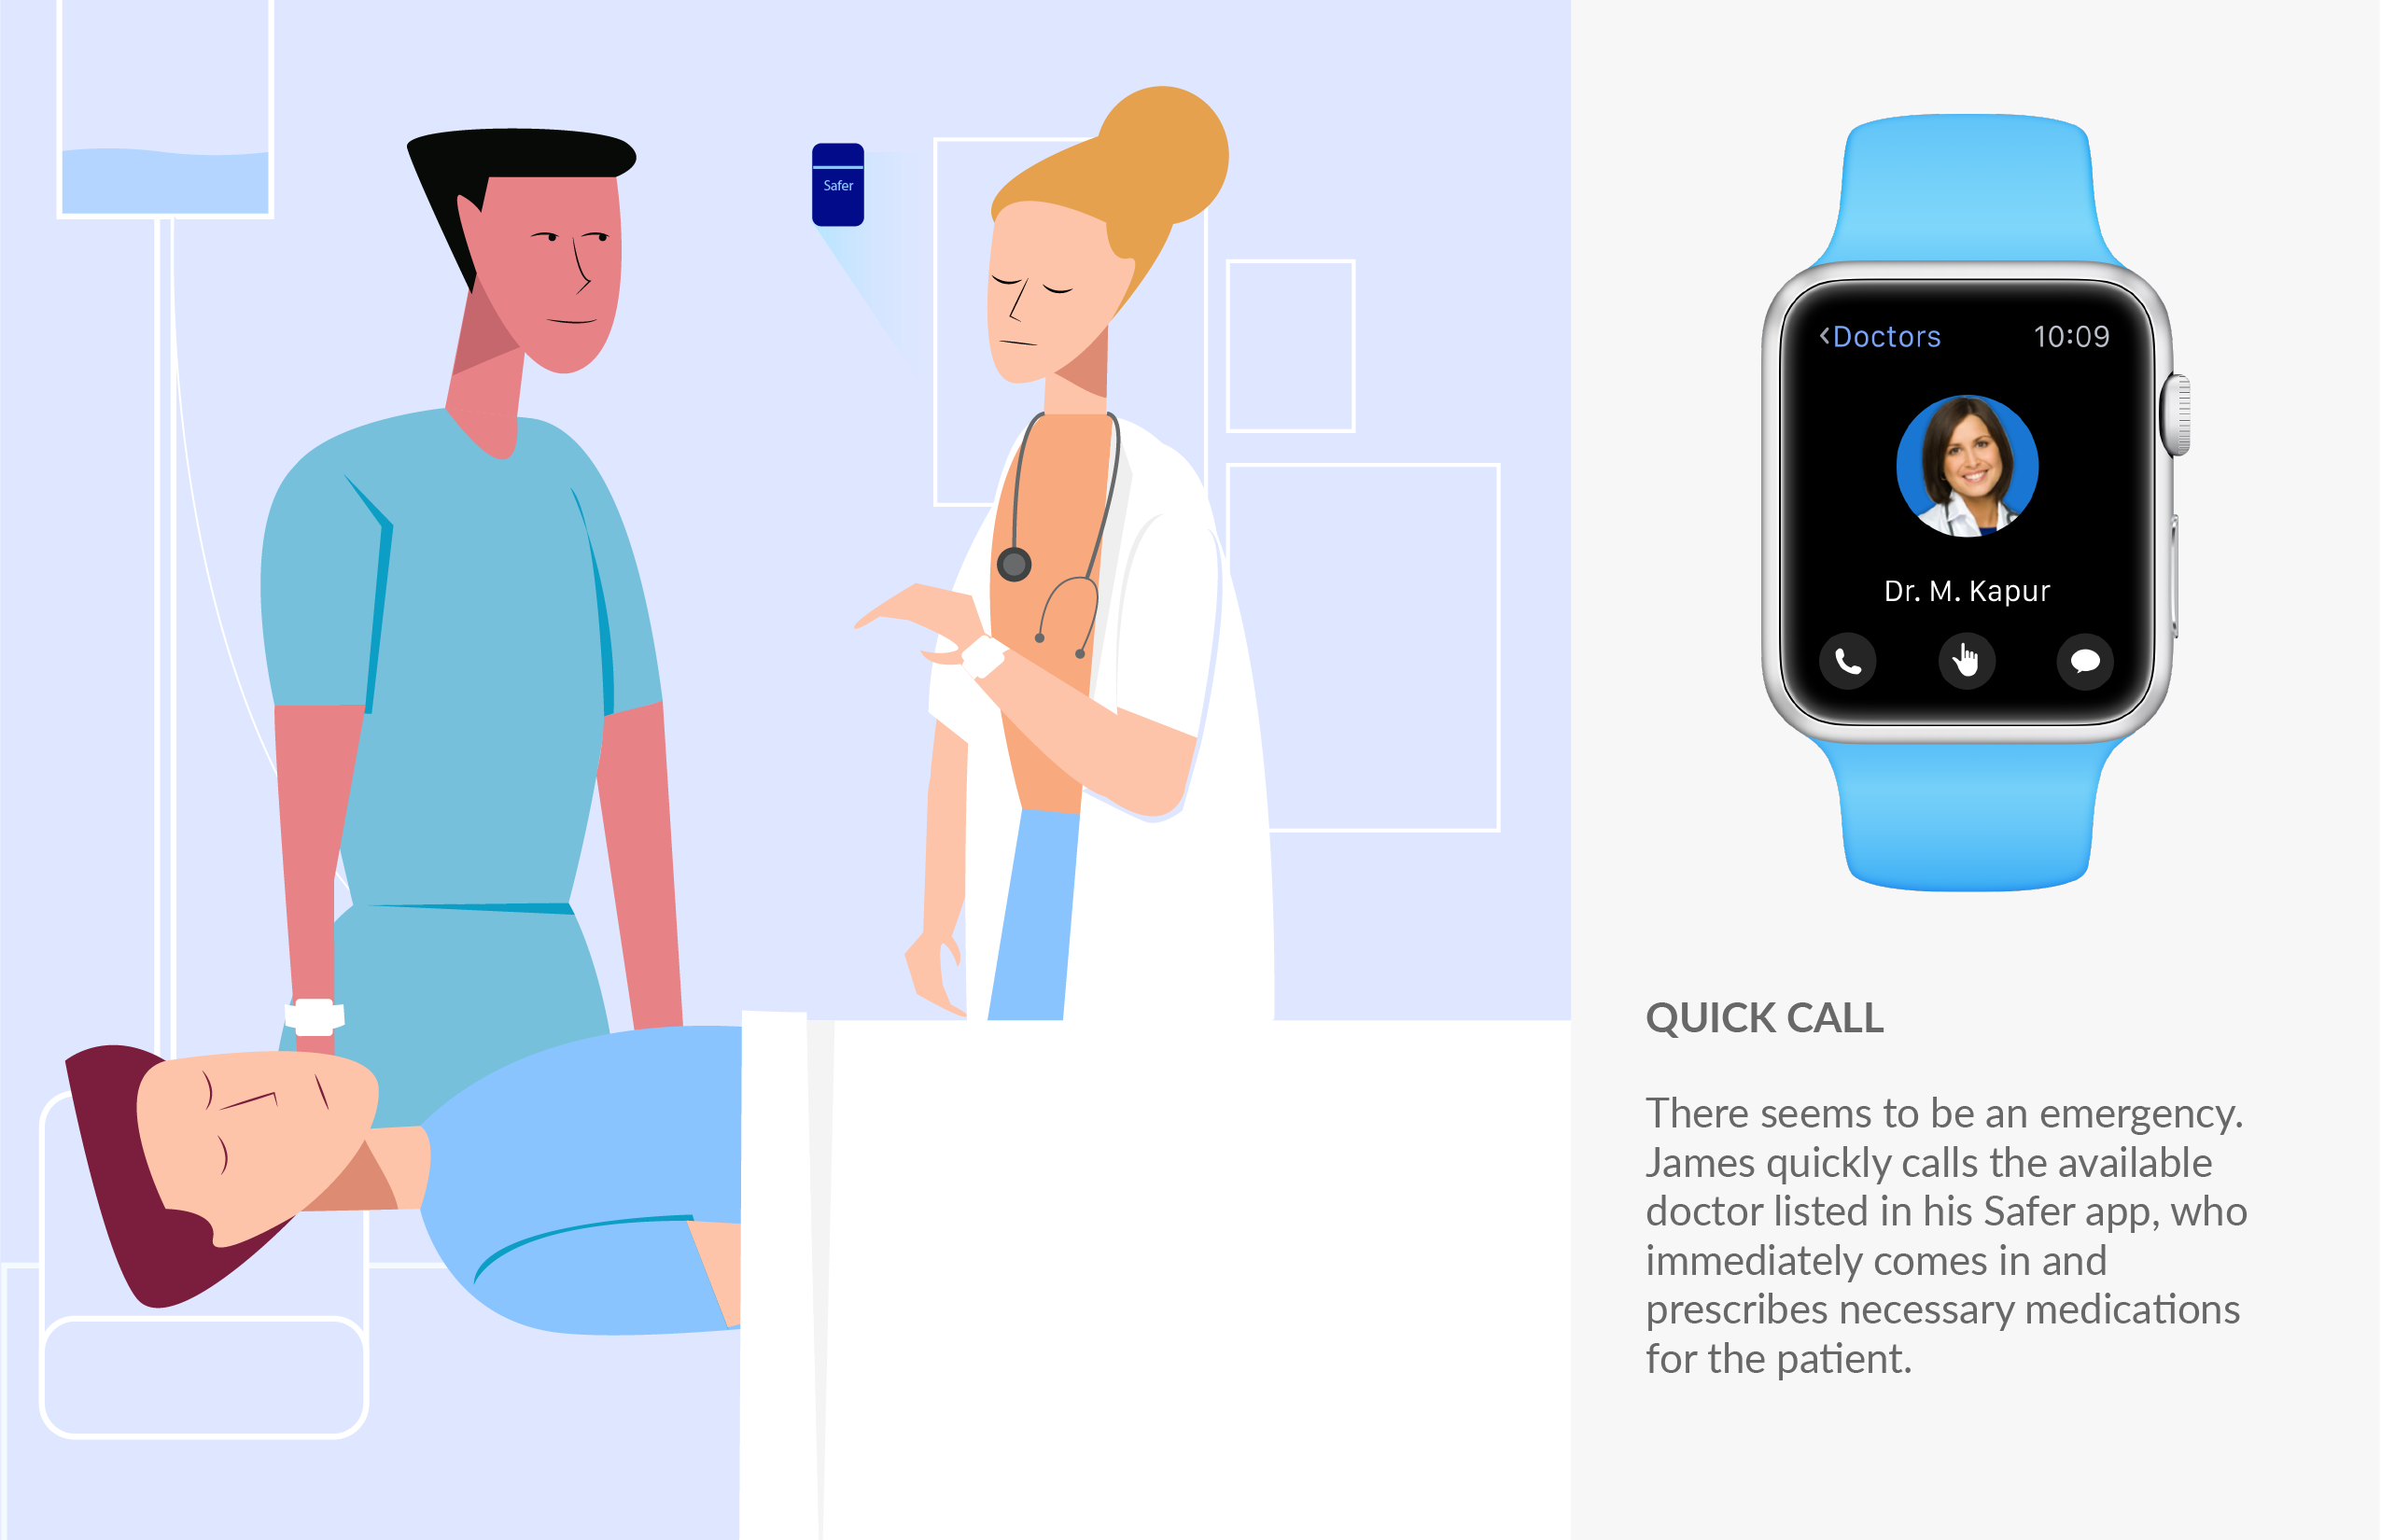 Safer
‹Doctors 10:09
Dr. M. Kapur
QUICK CALL
There seems to be an emergency.
James quickly calls the available
doctor listed in his Safer app, who
immediately comes in and
prescribes necessary medications
for the patient.